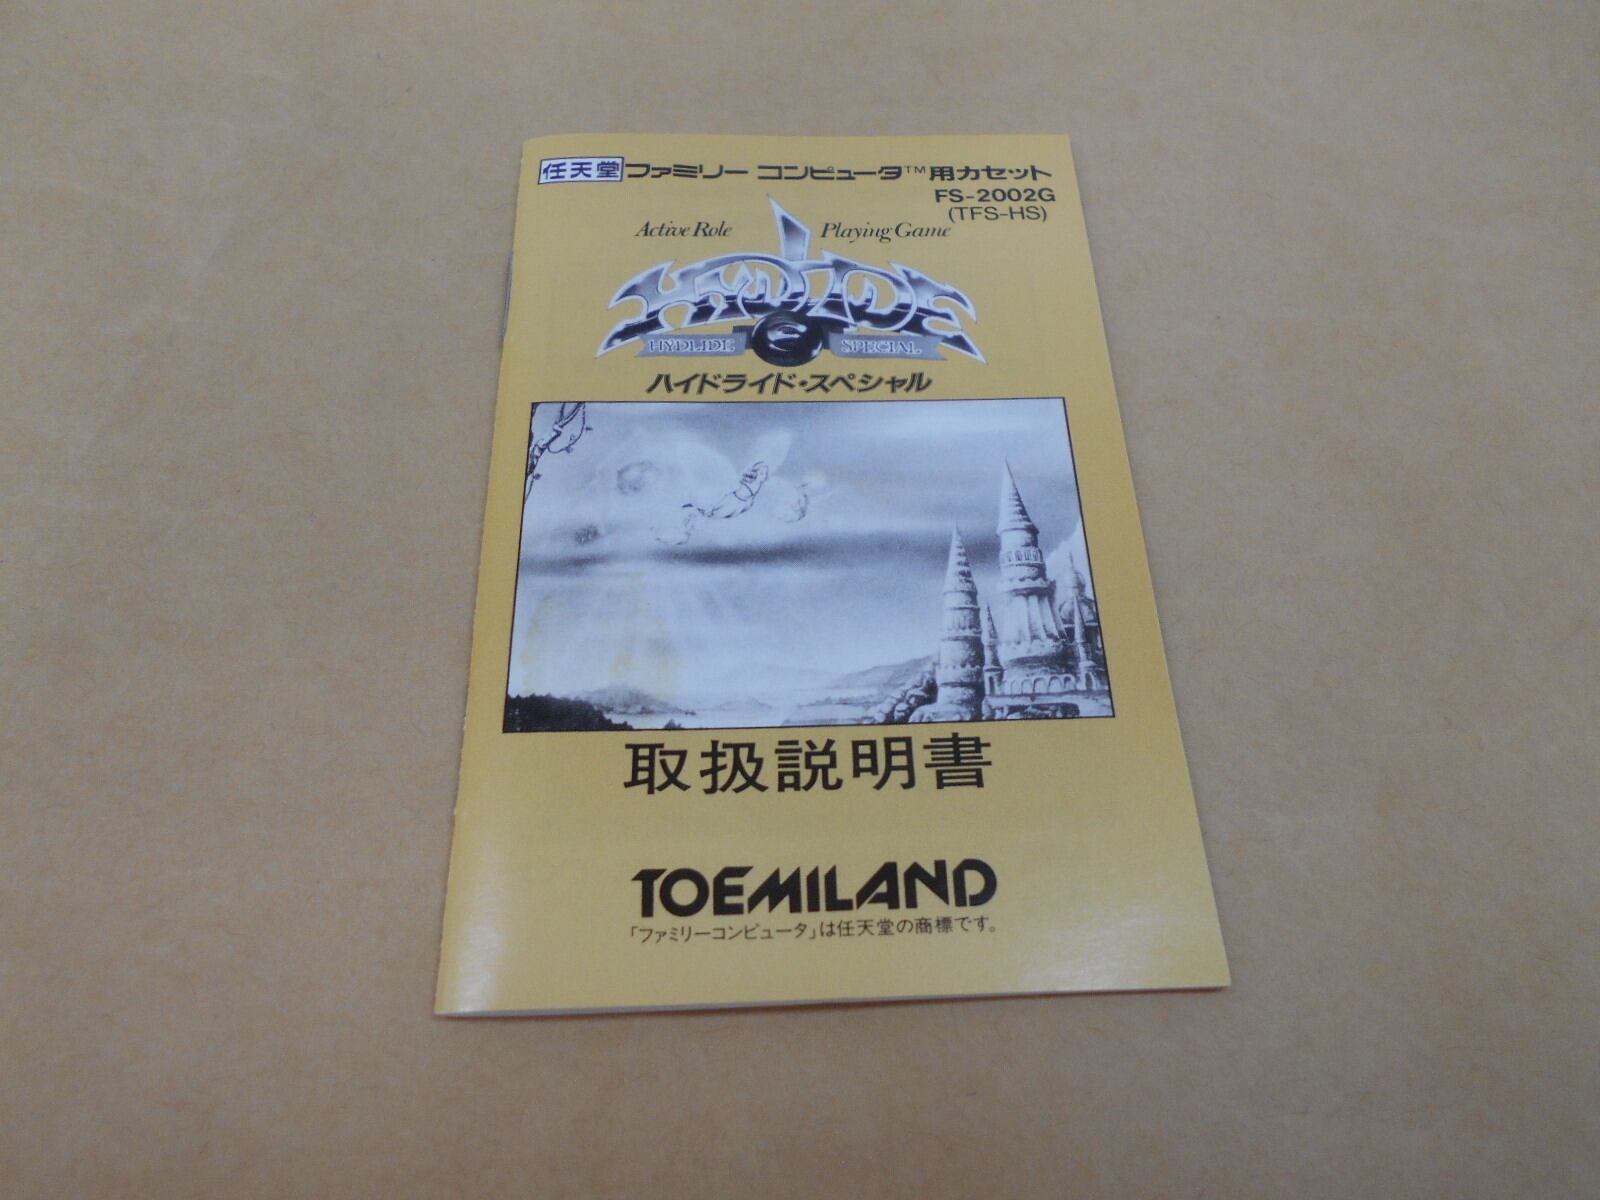 任天堂 ファミリー コンピュータ™用カセット
FS-2002G
(TFS-HS)
Active Role Playing Game
HYDLIDE
HYDLIDE S SPECIAL
ハイドライド・スペシャル
取扱説明書
TOEMILAND
「ファミリーコンピュータ」は任天堂の商標です。